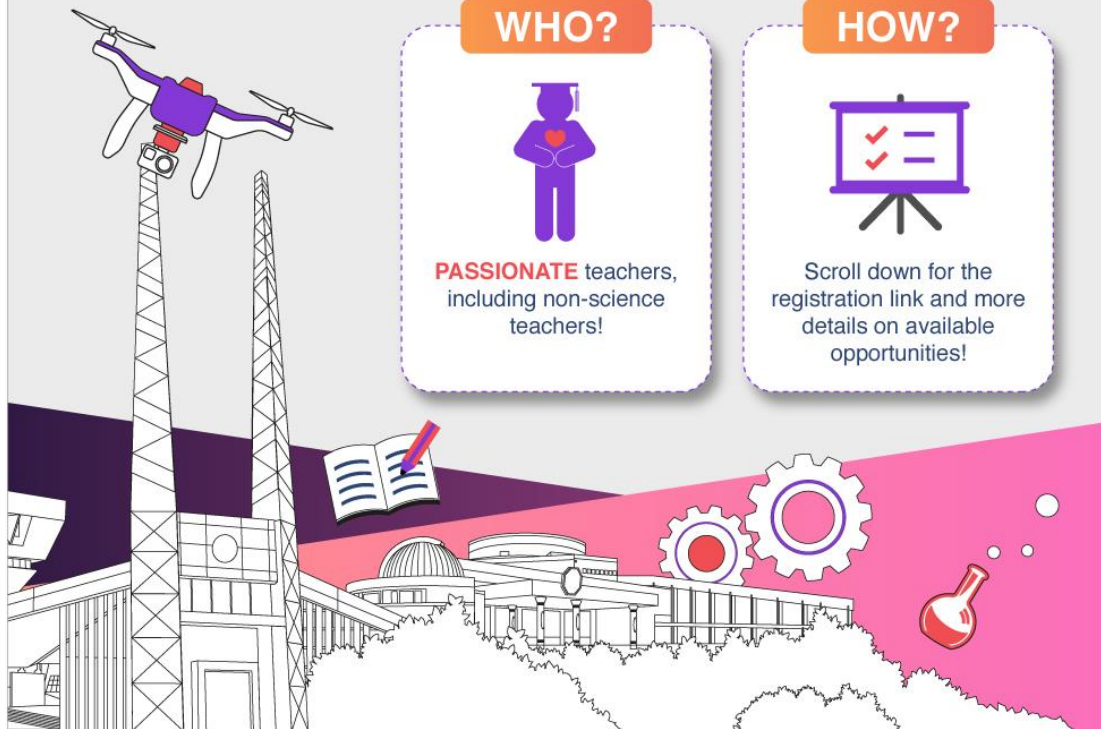 WHO?
PASSIONATE teachers,
including non-science
teachers!
HOW?
Scroll down for the
registration link and more
details on available
opportunities!